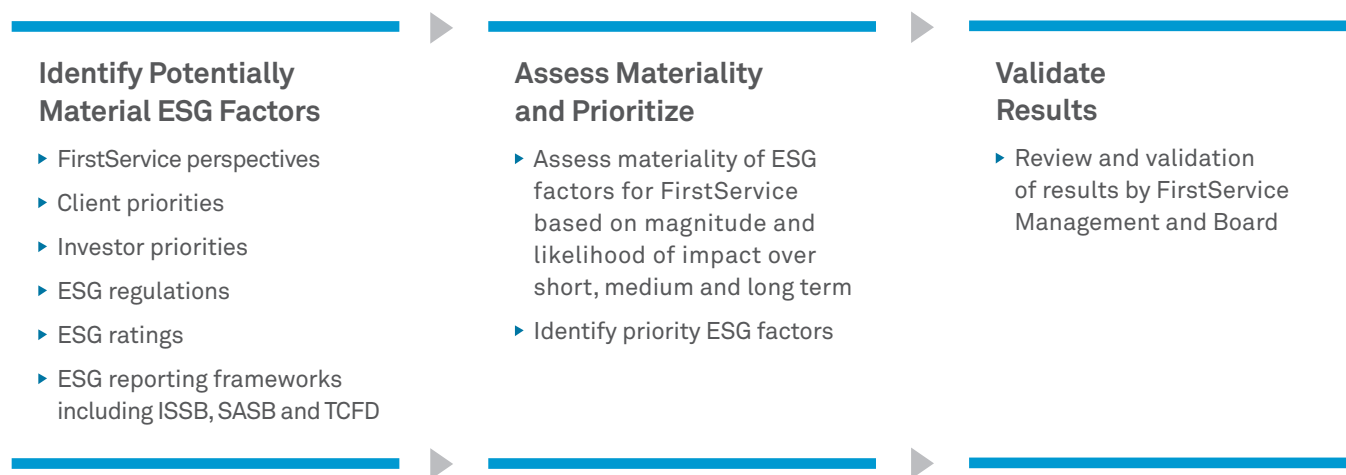 Identify Potentially
Material ESG Factors
FirstService perspectives
Client priorities
Investor priorities
ESG regulations
ESG ratings
ESG reporting frameworks
including ISSB, SASB and TCFD
Assess Materiality
and Prioritize
Assess materiality of ESG
factors for FirstService
based on magnitude and
likelihood of impact over
short, medium and long term
Identify priority ESG factors
Validate
Results
Review and validation
of results by FirstService
Management and Board